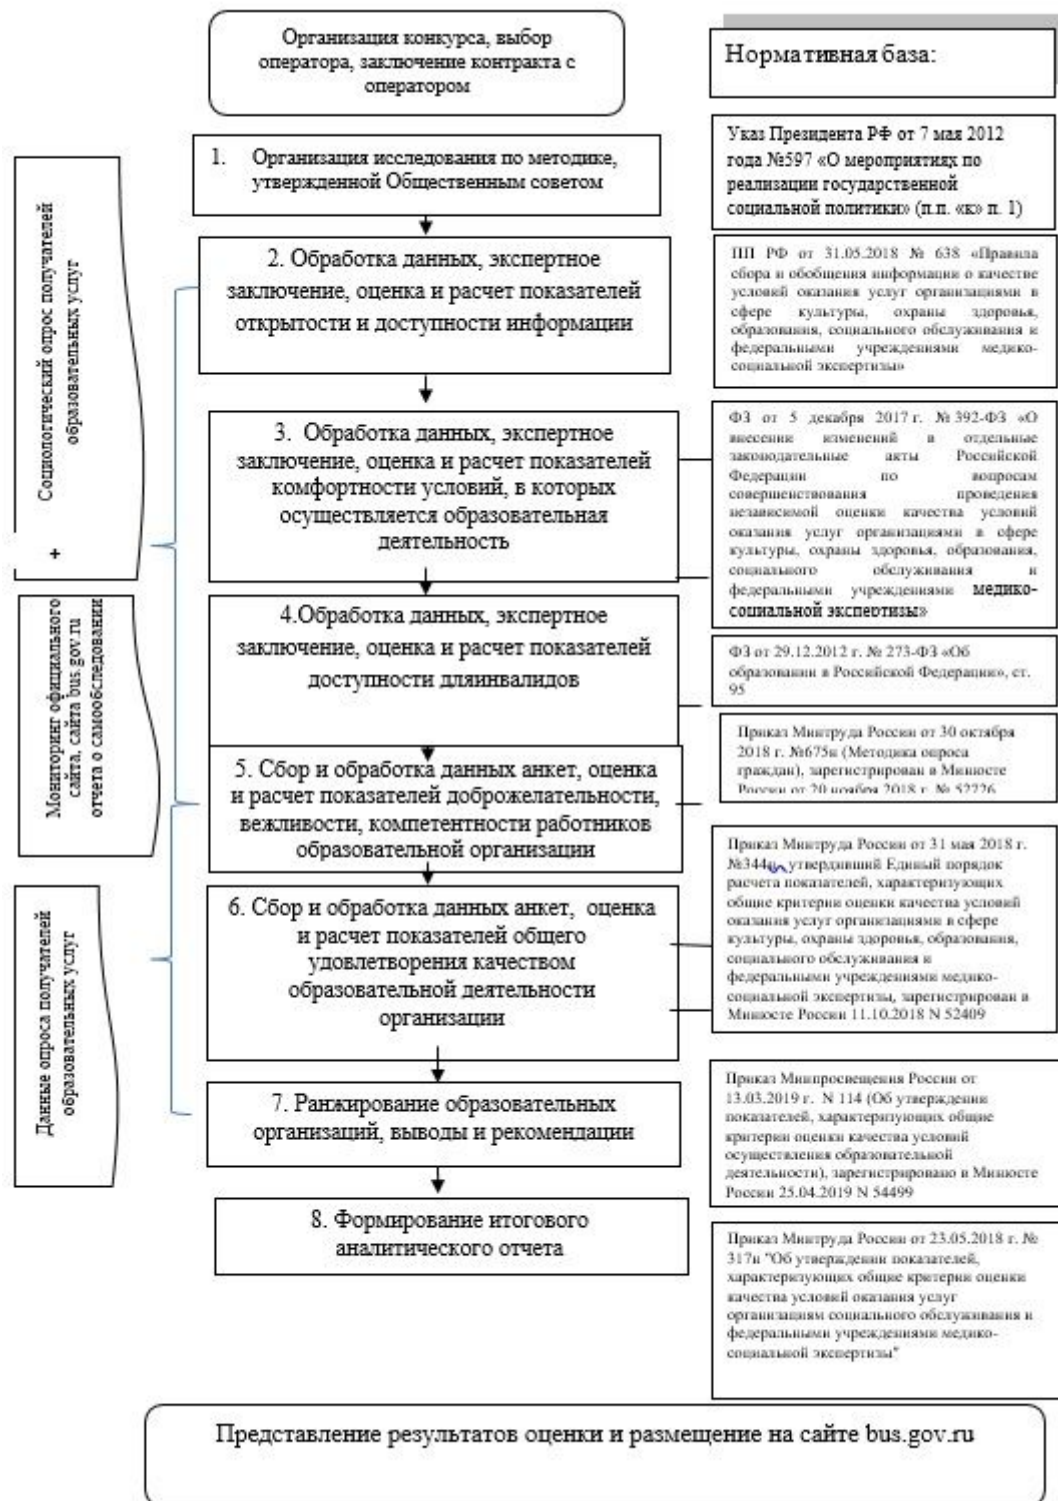 Организация конкурса, выбор
оператора, заключение контракта с
оператором
Нормативная база:
1. Организация исследования по методике,
утвержденной Общественным советом
Указ Президента РФ от 7 мая 2012
года №597 «О мероприятиях по
реализации государственной
социальной политики» (п.п. «к» п. 1)
Социологический опрос получателей
образовательных услуг
+
2. Обработка данных, экспертное
заключение, оценка и расчет показателей
открытости и доступности информации
ПП РФ от 31.05.2018 № 638 «Правила
сбора и обобщения информации о качестве
условий оказания услуг организациями в
сфере культуры, охраны здоровья,
образования, социального обслуживания и
федеральными учреждениями медико-
социальной экспертизы»
3. Обработка данных, экспертное
заключение, оценка и расчет показателей
комфортности условий, в которых
осуществляется образовательная
деятельность
ФЗ от 5 декабря 2017 г. № 392-ФЗ «О
внесении изменений в отдельные
законодательные акты Российской
Федерации по вопросам
совершенствования проведения
независимой оценки качества условий
оказания услуг организациями в сфере
культуры, охраны здоровья, образования,
социального обслуживания и
федеральными учреждениями медико-
социальной экспертизы»
Мониторинг официального
сайта, сайта bus.gov.ru
отчета о самообследовании
4.Обработка данных, экспертное
заключение, оценка и расчет показателей
доступности дляинвалидов
ФЗ от 29.12.2012 г. № 273-ФЗ «Об
образовании в Российской Федерации», ст.
95
Приказ Минтруда России от 30 октября
2018 г. №675н (Методика опроса
граждан), зарегистрирован в Минюсте
России от 20 ноября 2018 г. № 52726
5. Сбор и обработка данных анкет, оценка
и расчет показателей доброжелательности,
вежливости, компетентности работников
образовательной организации
Приказ Минтруда России от 31 мая 2018 г.
№344н, утвердивший Единый порядок
расчета показателей, характеризующих
общие критерии оценки качества условий
оказания услуг организациями в сфере
культуры, охраны здоровья, образования,
социального обслуживания и
федеральными учреждениями медико-
социальной экспертизы, зарегистрирован в
Минюсте России 11.10.2018 N 52409
Данные опроса получателей
образовательных услуг
6. Сбор и обработка данных анкет, оценка
и расчет показателей общего
удовлетворения качеством
образовательной деятельности
организации
7. Ранжирование образовательных
организаций, выводы и рекомендации
Приказ Минпросвещения России от
13.03.2019 г. N 114 (Об утверждении
показателей, характеризующих общие
критерии оценки качества условий
осуществления образовательной
деятельности), зарегистрировано в Минюсте
России 25.04.2019 N 54499
8. Формирование итогового
аналитического отчета
Приказ Минтруда России от 23.05.2018 г. №
317н "Об утверждении показателей,
характеризующих общие критерии оценки
качества условий оказания услуг
организациям социального обслуживания и
федеральными учреждениями медико-
социальной экспертизы"
Представление результатов оценки и размещение на сайте bus.gov.ru